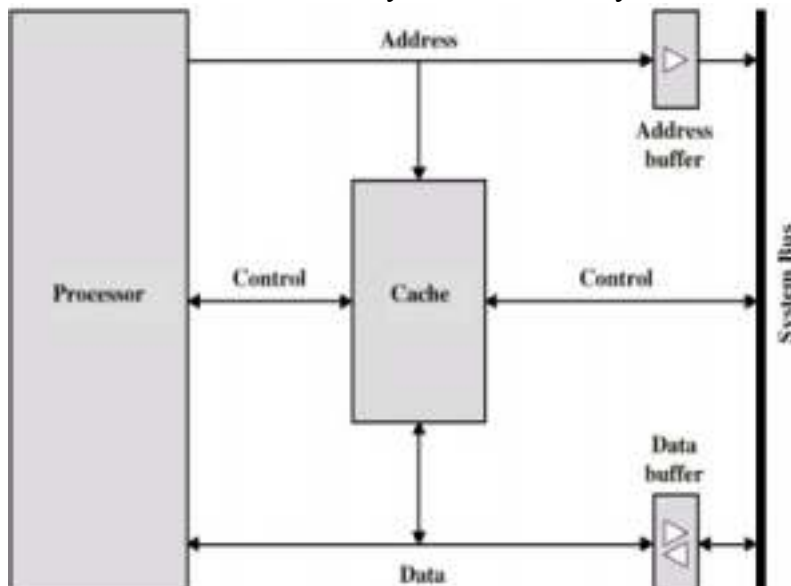 Address
Address
buffer
System Bus
Processor
Control
Cache
Control
Data
buffer
Data